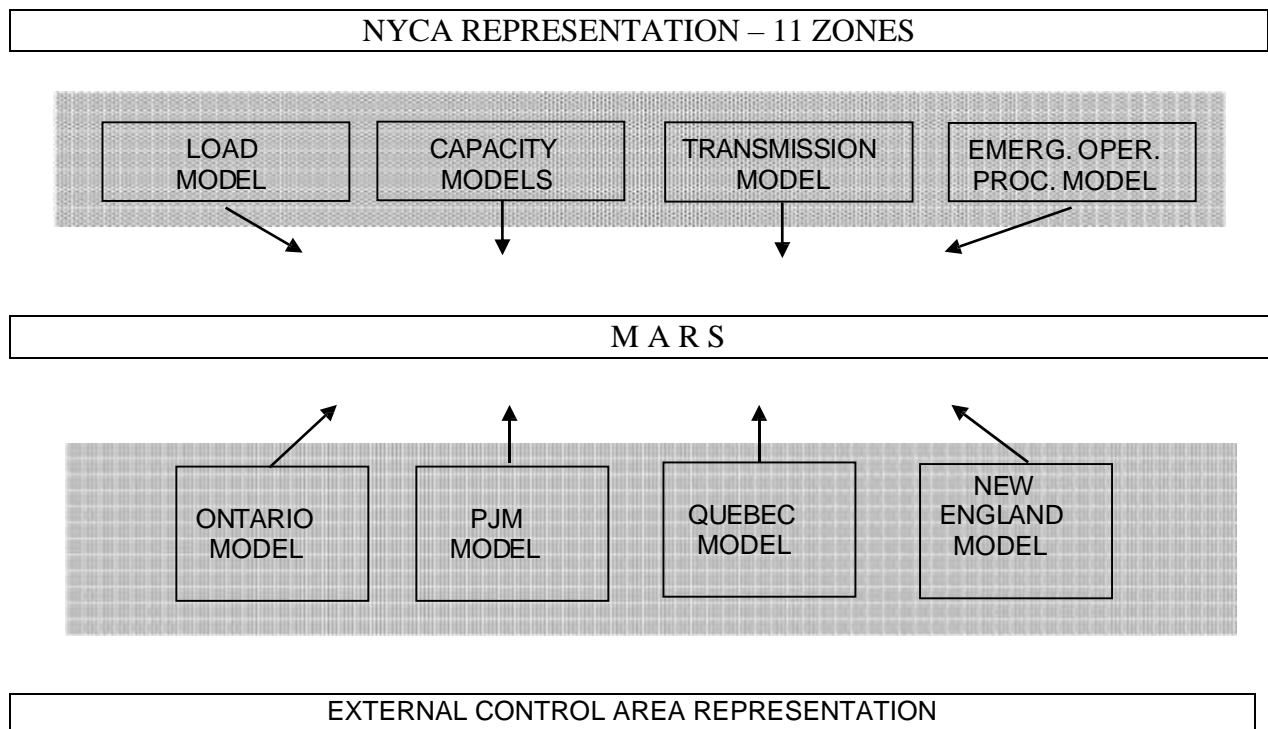 NYCA REPRESENTATION – 11 ZONES
LOAD
MODEL
CAPACITY
MODELS
TRANSMISSION
MODEL
EMERG. OPER.
PROC. MODEL
M A R S
ONTARIO
MODEL
PJM
MODEL
QUEBEC
MODEL
NEW
ENGLAND
MODEL
EXTERNAL CONTROL AREA REPRESENTATION